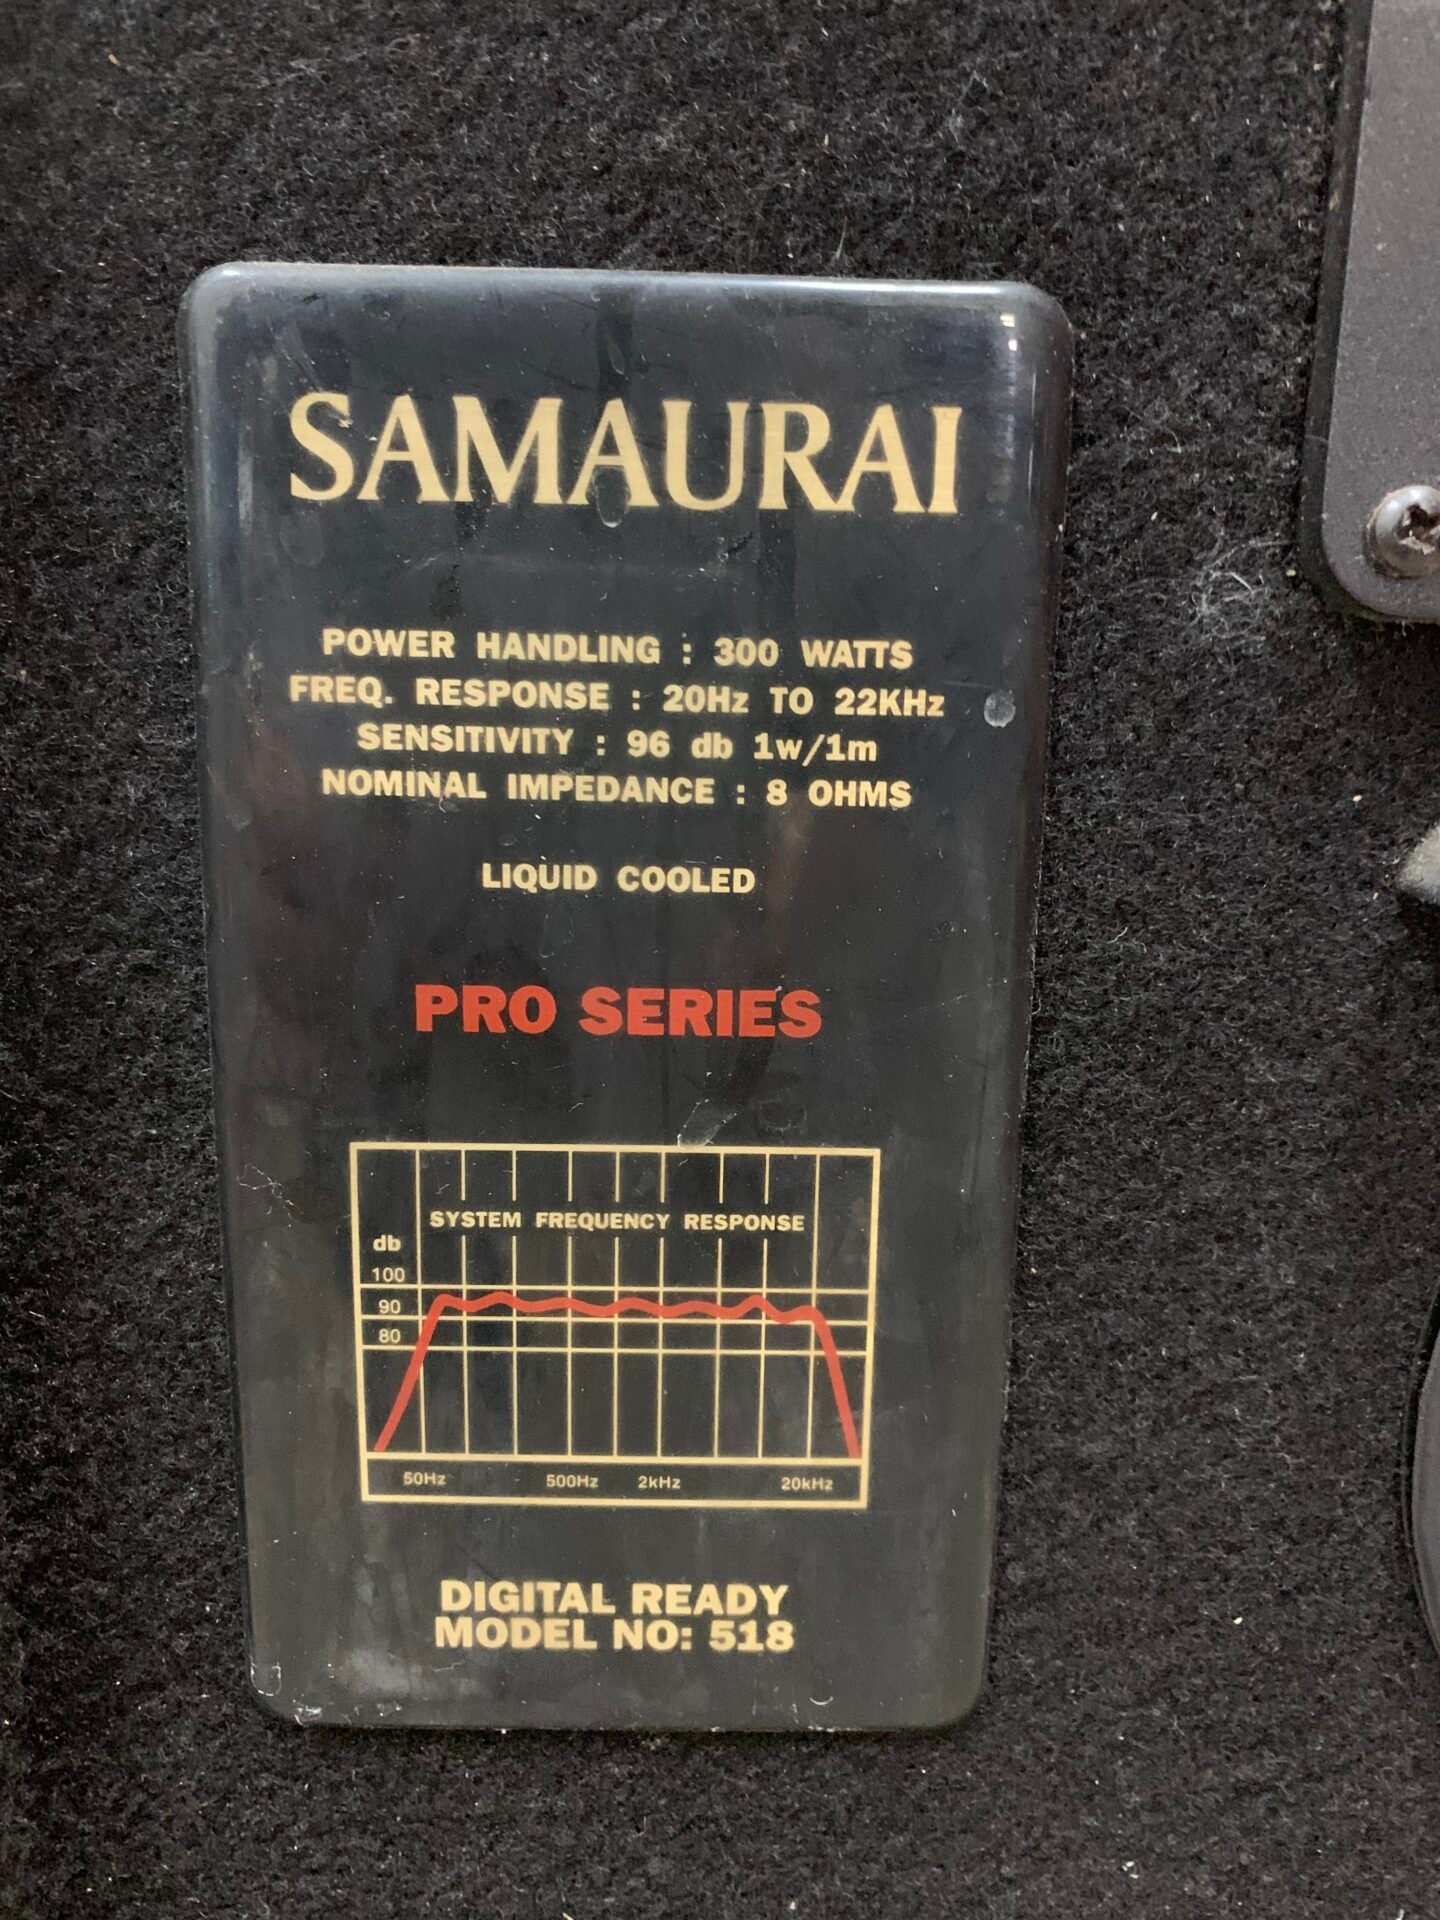 SAMAURAI
POWER HANDLING : 300 WATTS
FREQ. RESPONSE : 20Hz TO 22KHz
SENSITIVITY : 96 db 1w/1m
NOMINAL IMPEDANCE : 8 OHMS
LIQUID COOLED
PRO SERIES
SYSTEM FREQUENCY RESPONSE
db
100
90
80
50Hz 500Hz 2kHz 20kHz
DIGITAL READY
MODEL NO: 518